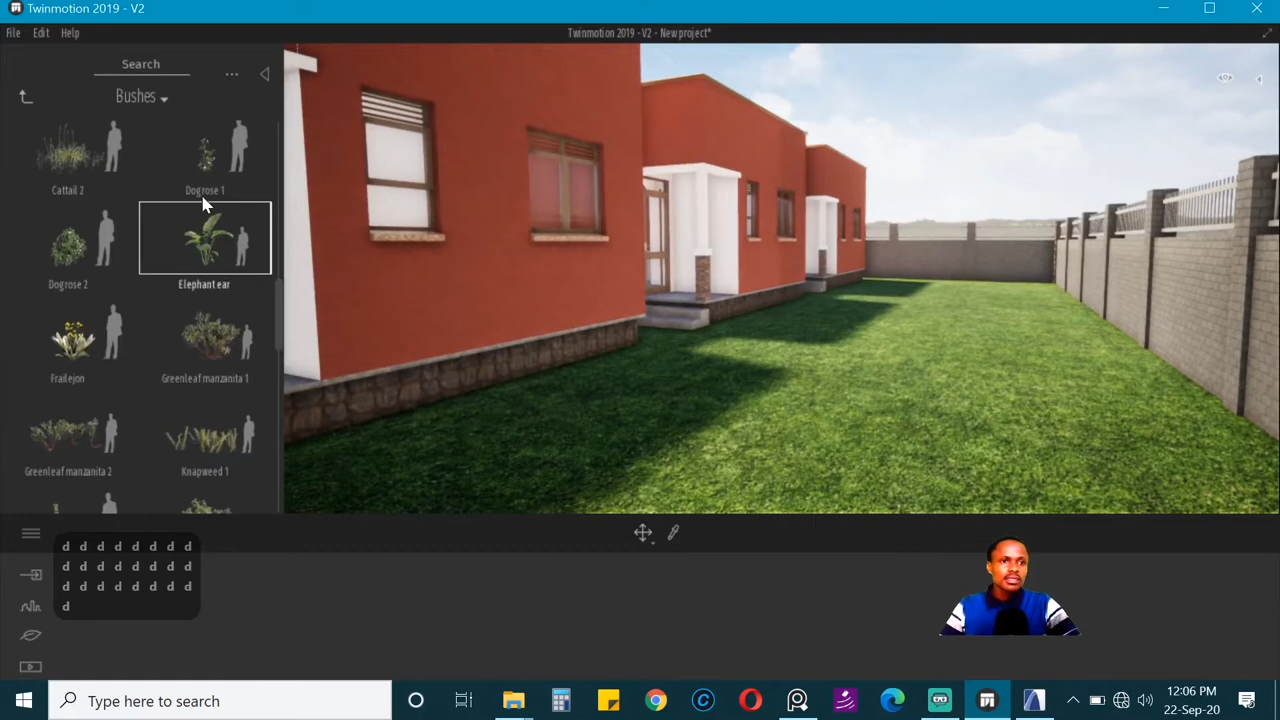 Twinmotion 2019 - V2
File Edit Help
Twinmotion 2019 - V2 - New project*
Search
...
Bushes
Cattail 2
Dogrose 1
Dogrose 2
Elephant ear
Frailejon
Greenleaf manzanita 1
Greenleaf manzanita 2
Knapweed 1
d d d d d d d d
d d d d d d d d
d d d d d d d d
d
Type here to search
12:06 PM
22-Sep-20